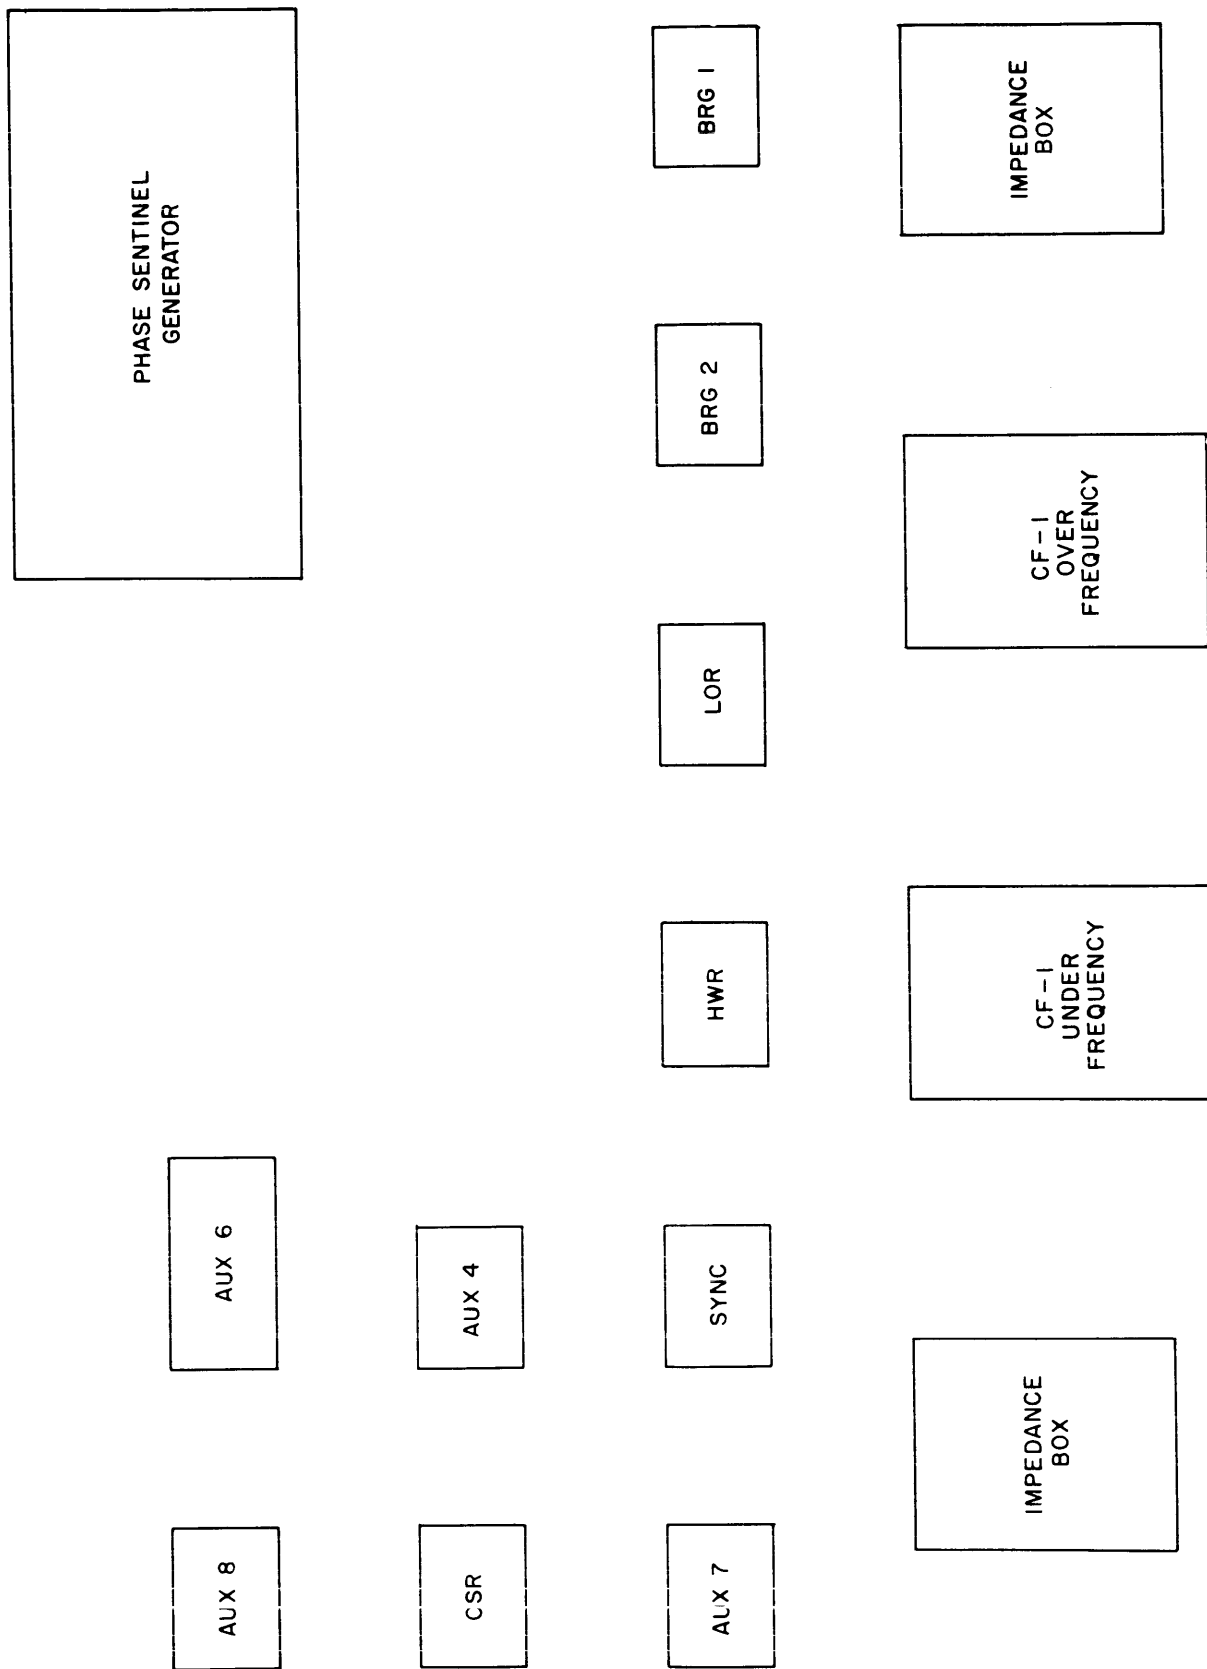 AUX 8
AUX 6
PHASE SENTINEL
GENERATOR
CSR
AUX 4
AUX 7
SYNC
HWR
LOR
BRG 2
BRG 1
IMPEDANCE
BOX
CF-1
UNDER
FREQUENCY
CF-1
OVER
FREQUENCY
IMPEDANCE
BOX